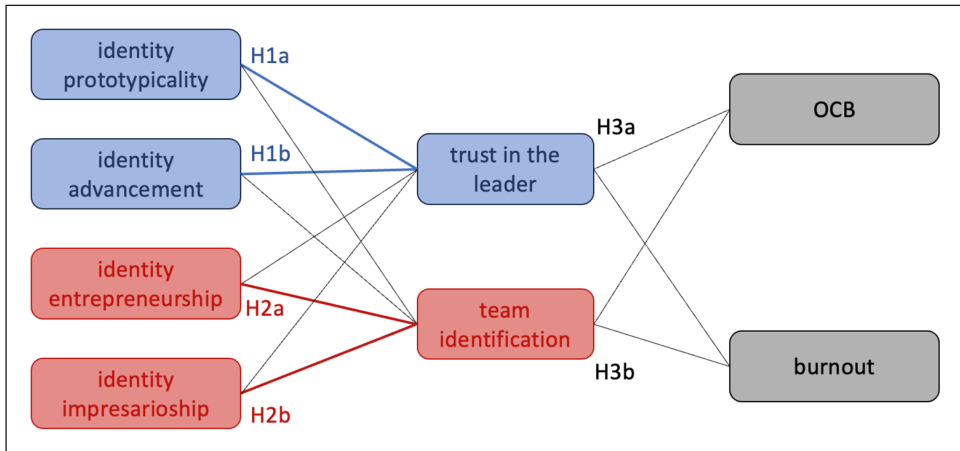 identity
prototypicality
H1a
identity
advancement
H1b
identity
entrepreneurship
H2a
identity
impresarioship
H2b
trust in the
leader
H3a
team
identification
H3b
OCB
burnout